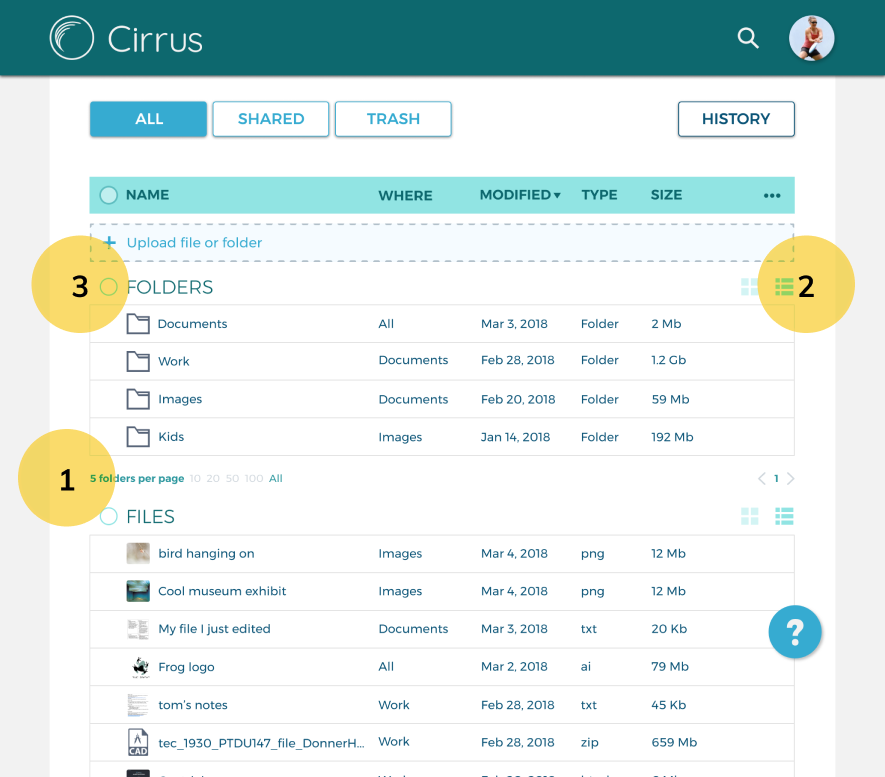 Cirrus
ALL SHARED TRASH HISTORY
NAME WHERE MODIFIED TYPE SIZE
+ Upload file or folder
3 FOLDERS 2
Documents All Mar 3, 2018 Folder 2 Mb
Work Documents Feb 28, 2018 Folder 1.2 Gb
Images Documents Feb 20, 2018 Folder 59 Mb
Kids Images Jan 14, 2018 Folder 192 Mb
1
5 folders per page 10 20 50 100 All 1
FILES
bird hanging on Images Mar 4, 2018 png 12 Mb
Cool museum exhibit Images Mar 4, 2018 png 12 Mb
My file I just edited Documents Mar 3, 2018 txt 20 Kb
?
Frog logo All Mar 2, 2018 ai 79 Mb
tom's notes Work Feb 28, 2018 txt 45 Kb
CAD tec_1930_PTDU147_file_DonnerH... Work Feb 28, 2018 zip 659 Mb